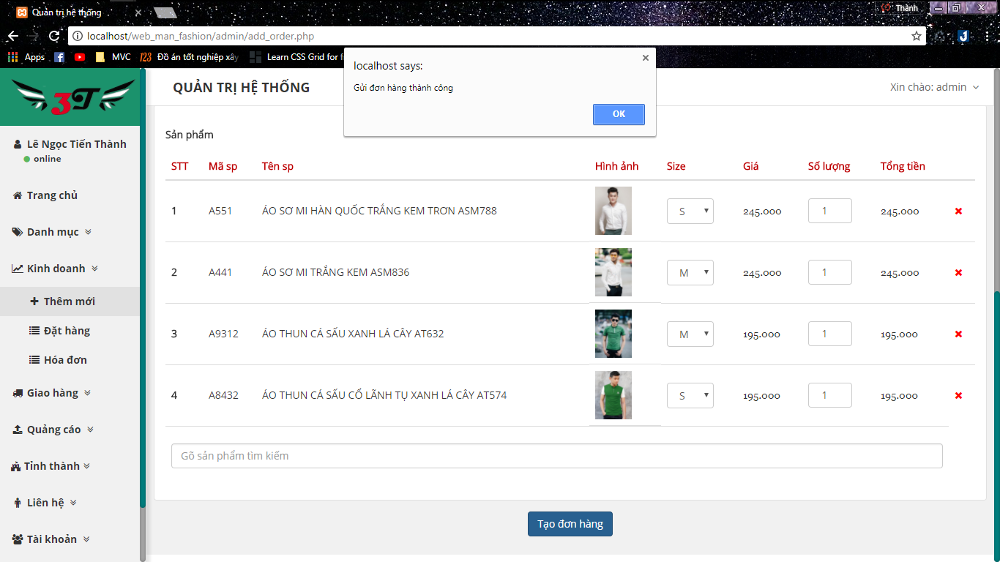 Quản trị hệ thống
Thành
localhost/web_man_fashion/admin/add_order.php
Apps
MVC
123 Đồ án tốt nghiệp xây
Learn CSS Grid for f
localhost says:
Gửi đơn hàng thành công
OK
3T
QUẢN TRỊ HỆ THỐNG
Xin chào: admin
Lê Ngọc Tiến Thành
online
Trang chủ
Danh mục
Kinh doanh
Thêm mới
Đặt hàng
Hóa đơn
Giao hàng
Quảng cáo
Tỉnh thành
Liên hệ
Tài khoản
Sản phẩm
STT Mã sp Tên sp Hình ảnh Size Giá Số lượng Tổng tiền
1 A551 ÁO SƠ MI HÀN QUỐC TRẮNG KEM TRƠN ASM788 S 245.000 1 245.000
2 A441 ÁO SƠ MI TRẮNG KEM ASM836 M 245.000 1 245.000
3 A9312 ÁO THUN CÁ SẤU XANH LÁ CÂY AT632 M 195.000 1 195.000
4 A8432 ÁO THUN CÁ SẤU CỔ LÃNH TỤ XANH LÁ CÂY AT574 S 195.000 1 195.000
Gõ sản phẩm tìm kiếm
Tạo đơn hàng